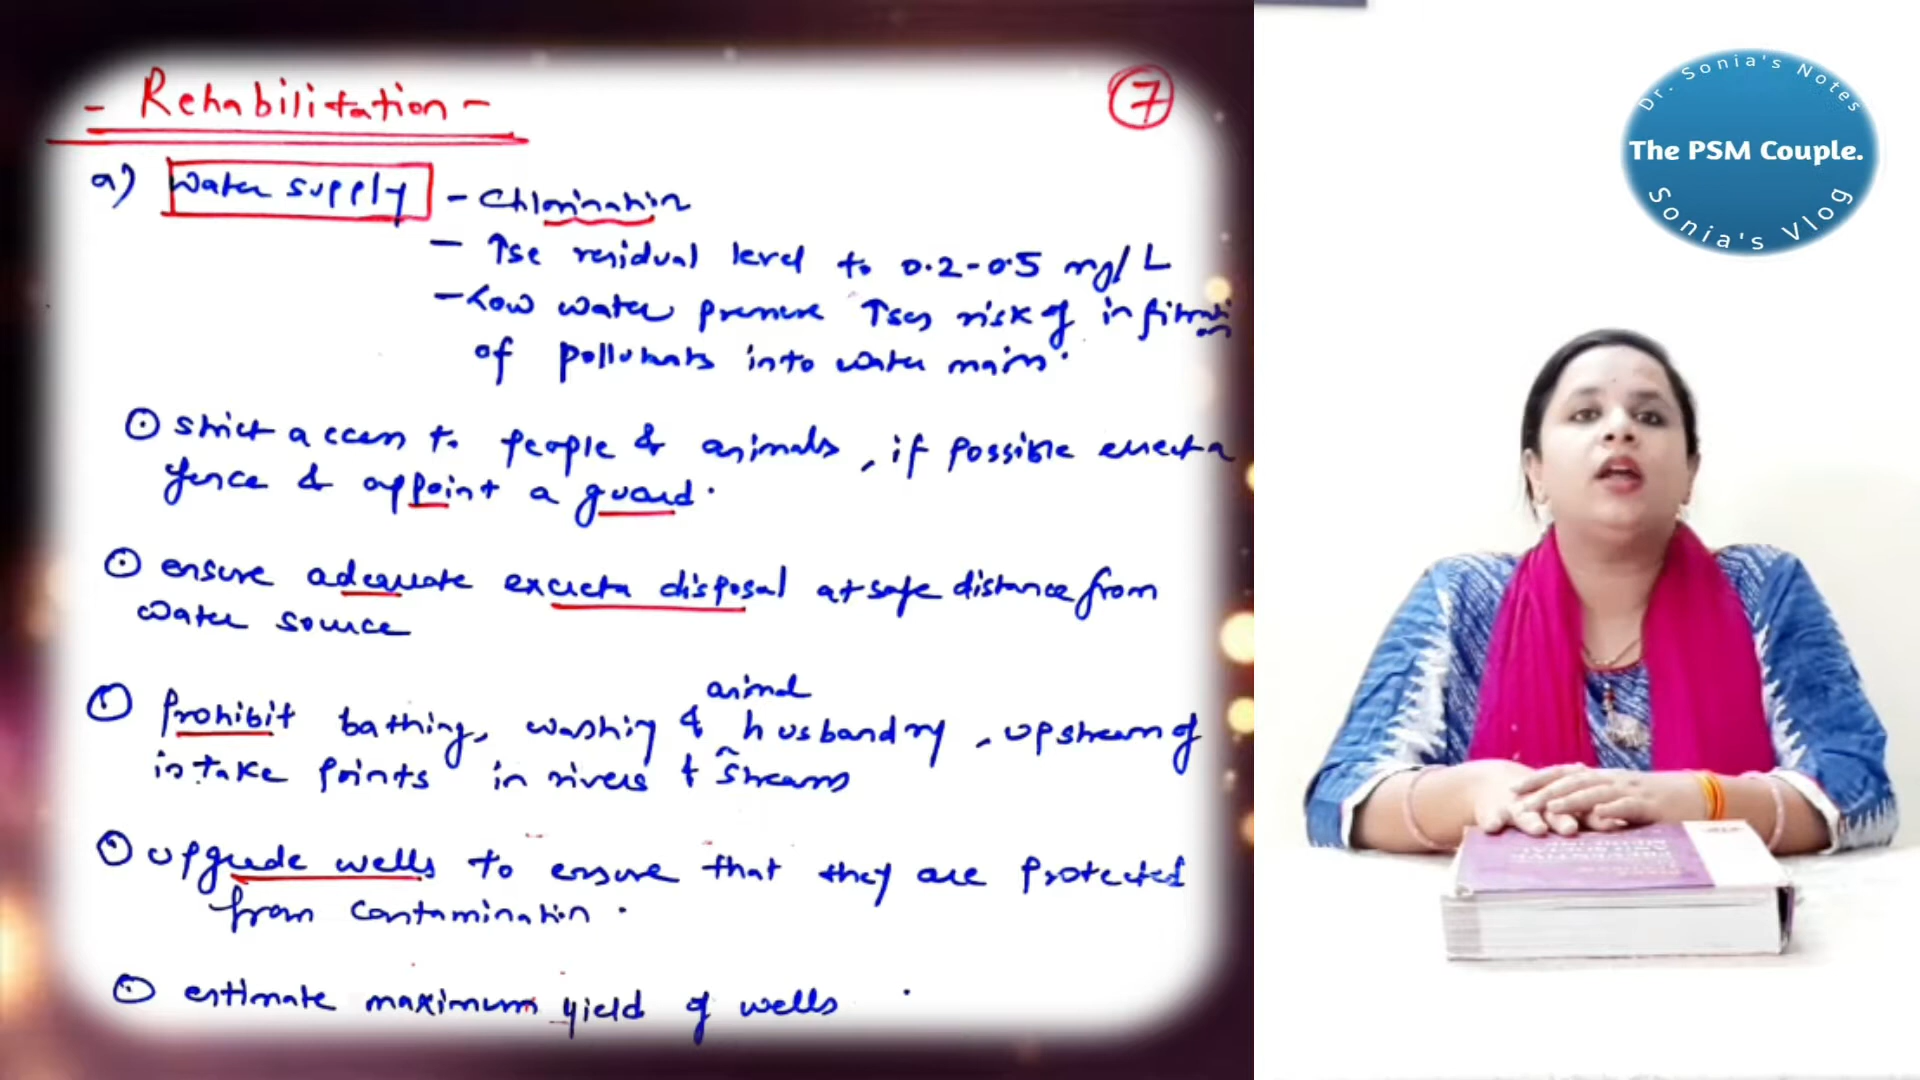 - Rehabilitation -
7
a) Water supply - Chlorination
- ↑se residual level to 0.2-0.5 mg/L
- Low water pressure ↑ses risk of infiltration
of pollutants into water main.
⊙ strict access to people & animals, if possible erect a
fence & appoint a guard.
⊙ ensure adequate excreta disposal at safe distance from
water source
⊙ Prohibit bathing, washing & animal husbandry, upstream of
intake points in rivers & streams
⊙ upgrade wells to ensure that they are protected
from contamination.
⊙ estimate maximum yield of wells
Dr. Sonia's Notes
The PSM Couple.
Sonia's Vlog